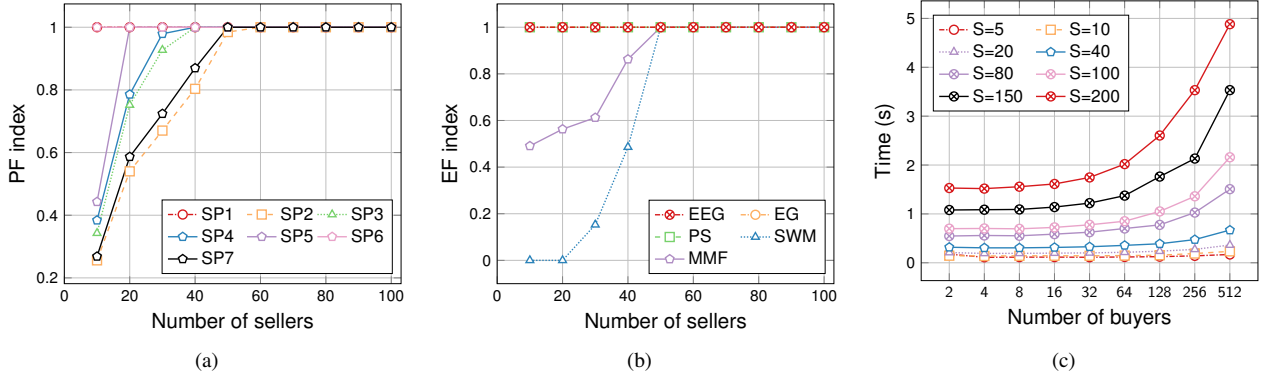 1
0.8
0.6
0.4
0.2
0 20 40 60 80 100
PF index
Number of sellers
SP1 SP2 SP3
SP4 SP5 SP6
SP7
(a)
1
0.8
0.6
0.4
0.2
0
0 20 40 60 80 100
EF index
Number of sellers
EEG EG
PS SWM
MMF
(b)
5
4
3
2
1
0
2 4 8 16 32 64 128 256 512
Time (s)
Number of buyers
S=5 S=10
S=20 S=40
S=80 S=100
S=150 S=200
(c)